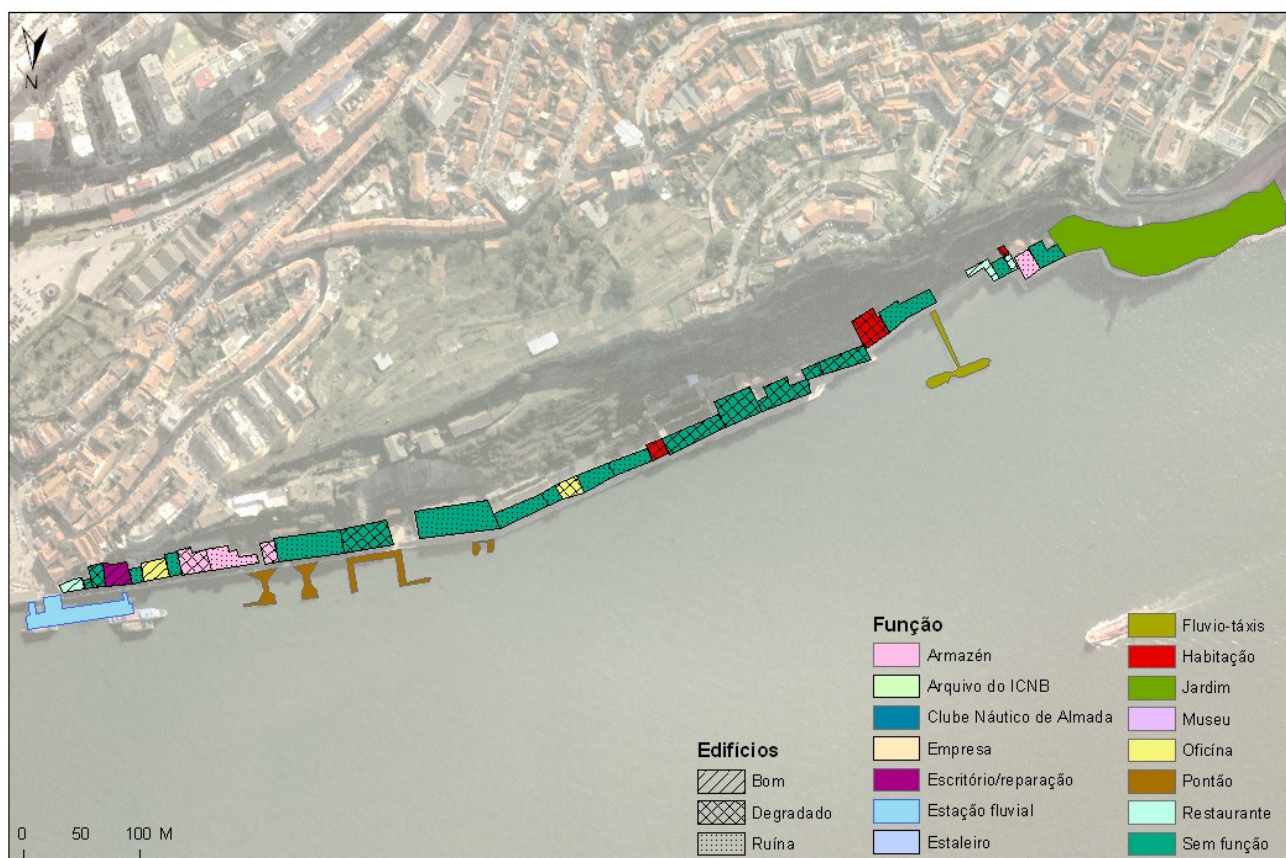 N
Função
Armazén
Arquivo do ICNB
Clube Náutico de Almada
Empresa
Escritório/reparação
Estação fluvial
Estaleiro
Fluvio-táxis
Habitação
Jardim
Museu
Oficína
Pontão
Restaurante
Sem função
Edifícios
Bom
Degradado
Ruína
0 50 100 M